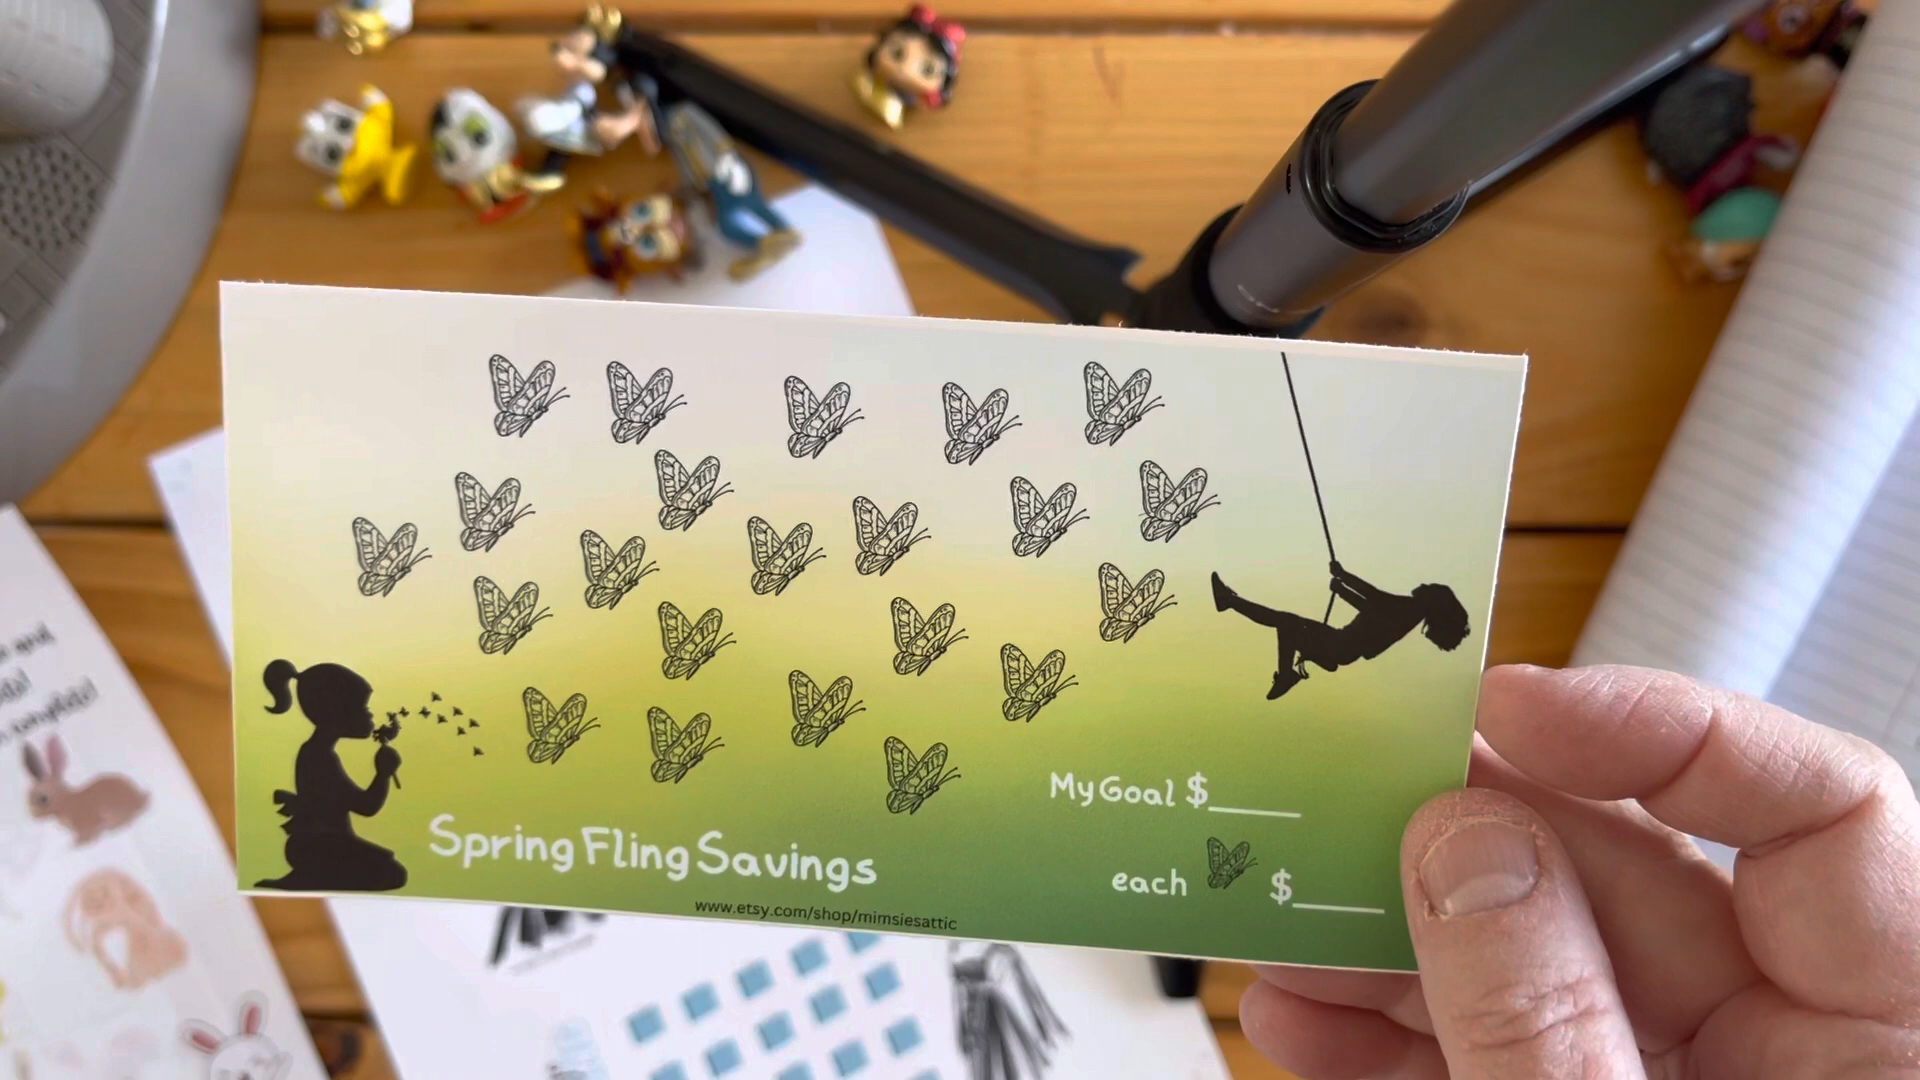 My Goal $____
Spring Fling Savings
each $____
www.etsy.com/shop/mimsiesattic